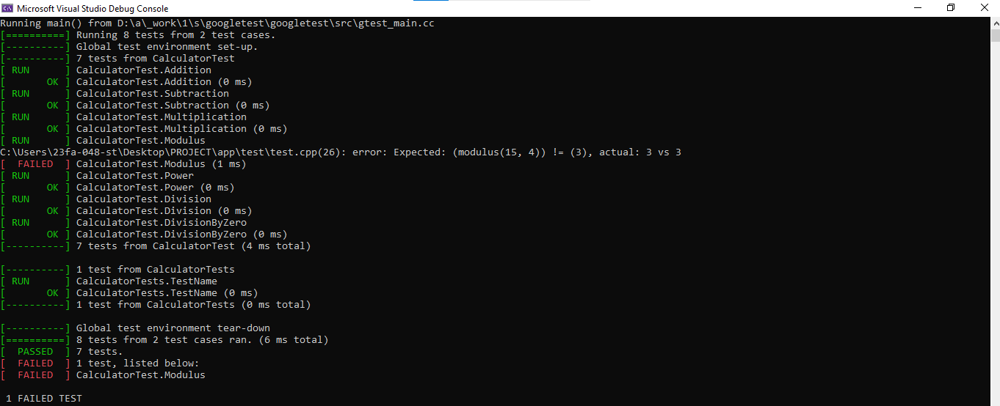 Microsoft Visual Studio Debug Console
Running main() from D:\a\_work\1\s\googletest\googletest\src\gtest_main.cc
[==========] Running 8 tests from 2 test cases.
[----------] Global test environment set-up.
[----------] 7 tests from CalculatorTest
[ RUN      ] CalculatorTest.Addition
[       OK ] CalculatorTest.Addition (0 ms)
[ RUN      ] CalculatorTest.Subtraction
[       OK ] CalculatorTest.Subtraction (0 ms)
[ RUN      ] CalculatorTest.Multiplication
[       OK ] CalculatorTest.Multiplication (0 ms)
[ RUN      ] CalculatorTest.Modulus
C:\Users\23fa-048-st\Desktop\PROJECT\app\test\test.cpp(26): error: Expected: (modulus(15, 4)) != (3), actual: 3 vs 3
[  FAILED  ] CalculatorTest.Modulus (1 ms)
[ RUN      ] CalculatorTest.Power
[       OK ] CalculatorTest.Power (0 ms)
[ RUN      ] CalculatorTest.Division
[       OK ] CalculatorTest.Division (0 ms)
[ RUN      ] CalculatorTest.DivisionByZero
[       OK ] CalculatorTest.DivisionByZero (0 ms)
[----------] 7 tests from CalculatorTest (4 ms total)
[----------] 1 test from CalculatorTests
[ RUN      ] CalculatorTests.TestName
[       OK ] CalculatorTests.TestName (0 ms)
[----------] 1 test from CalculatorTests (0 ms total)
[----------] Global test environment tear-down
[==========] 8 tests from 2 test cases ran. (6 ms total)
[  PASSED  ] 7 tests.
[  FAILED  ] 1 test, listed below:
[  FAILED  ] CalculatorTest.Modulus
1 FAILED TEST